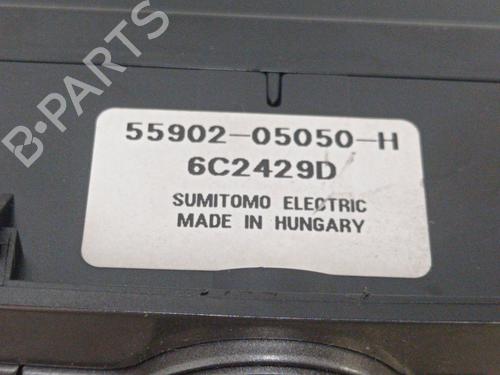 B-PARTS
55902-05050-H
6C2429D
SUMITOMO ELECTRIC
MADE IN HUNGARY